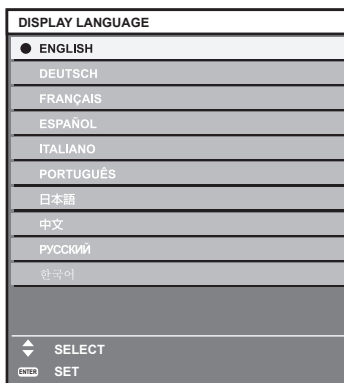 DISPLAY LANGUAGE
ENGLISH
DEUTSCH
FRANÇAIS
ESPAÑOL
ITALIANO
PORTUGUÊS
日本語
中文
РУССКИЙ
한국어
SELECT
ENTER SET